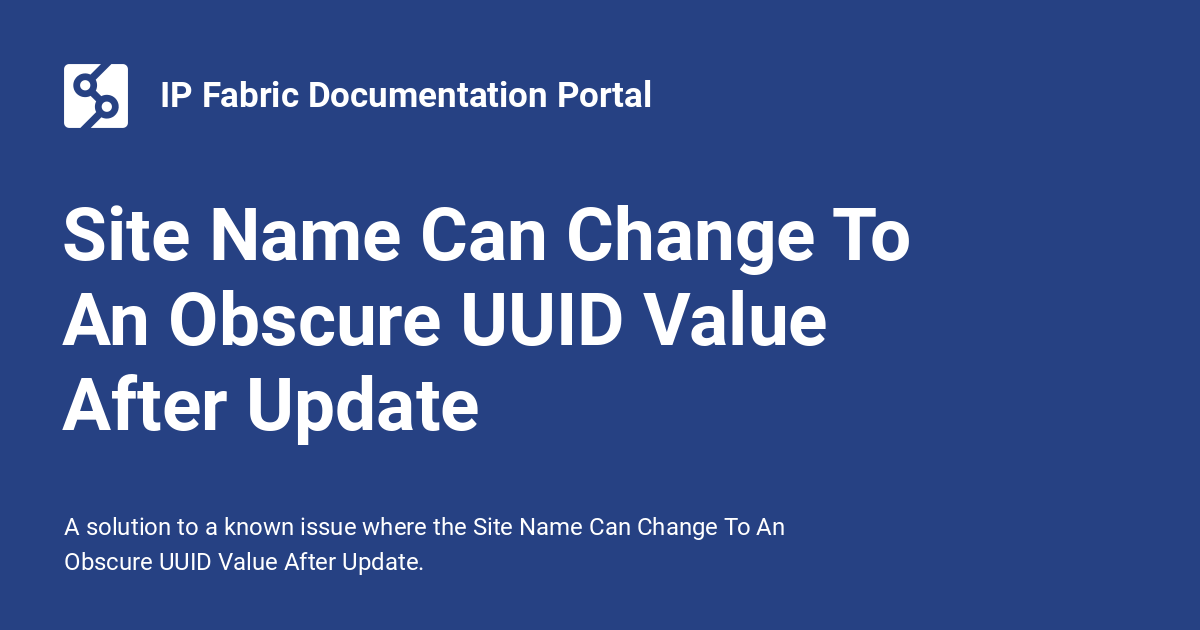 IP Fabric Documentation Portal
Site Name Can Change To
An Obscure UUID Value
After Update
A solution to a known issue where the Site Name Can Change To An
Obscure UUID Value After Update.